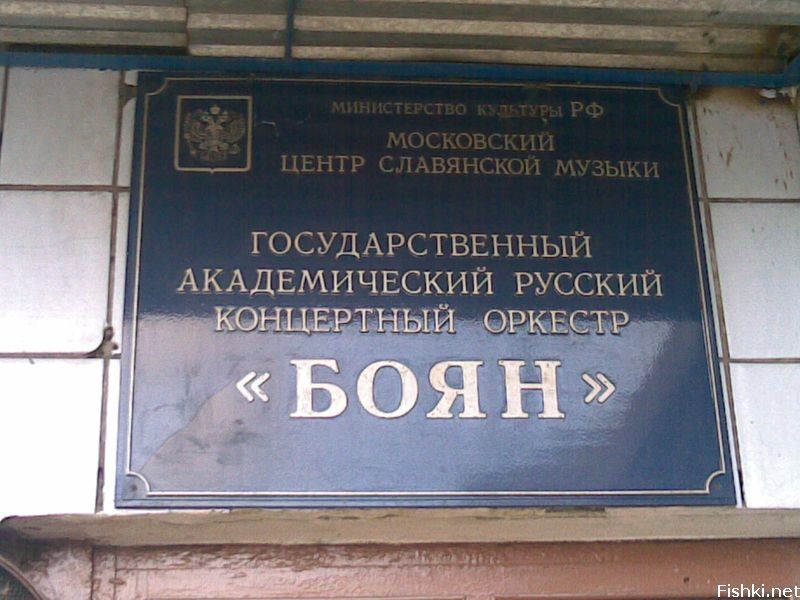 МИНИСТЕРСТВО КУЛЬТУРЫ РФ
МОСКОВСКИЙ
ЦЕНТР СЛАВЯНСКОЙ МУЗЫКИ
ГОСУДАРСТВЕННЫЙ
АКАДЕМИЧЕСКИЙ РУССКИЙ
КОНЦЕРТНЫЙ ОРКЕСТР
«БОЯН»
Fishki.net